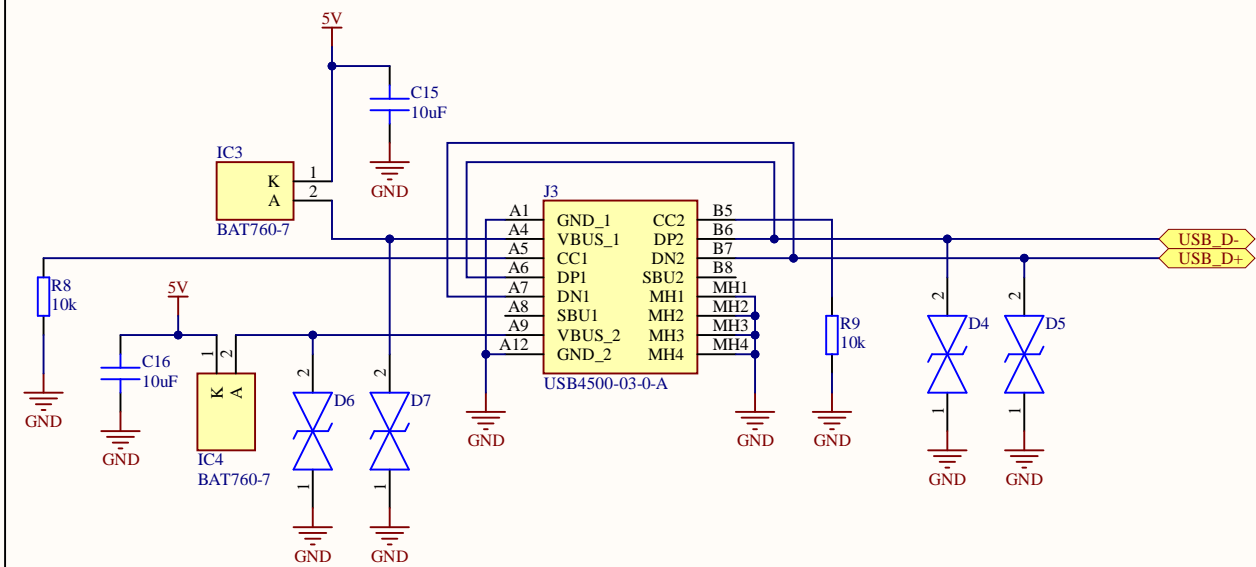 5V
C15
10uF
GND
IC3
K 1
A 2
BAT760-7
J3
A1 GND_1 CC2 B5
A4 VBUS_1 DP2 B6
A5 CC1 DN2 B7
A6 DP1 SBU2 B8
A7 DN1 MH1 MH1
A8 SBU1 MH2 MH2
A9 VBUS_2 MH3 MH3
A12 GND_2 MH4 MH4
USB4500-03-0-A
GND
GND
USB_D-
USB_D+
R8
10k
GND
5V
C16
10uF
GND
1 2
K A
IC4
BAT760-7
2
D6
1
GND
2
D7
1
GND
R9
10k
GND
2
D4
1
GND
2
D5
1
GND